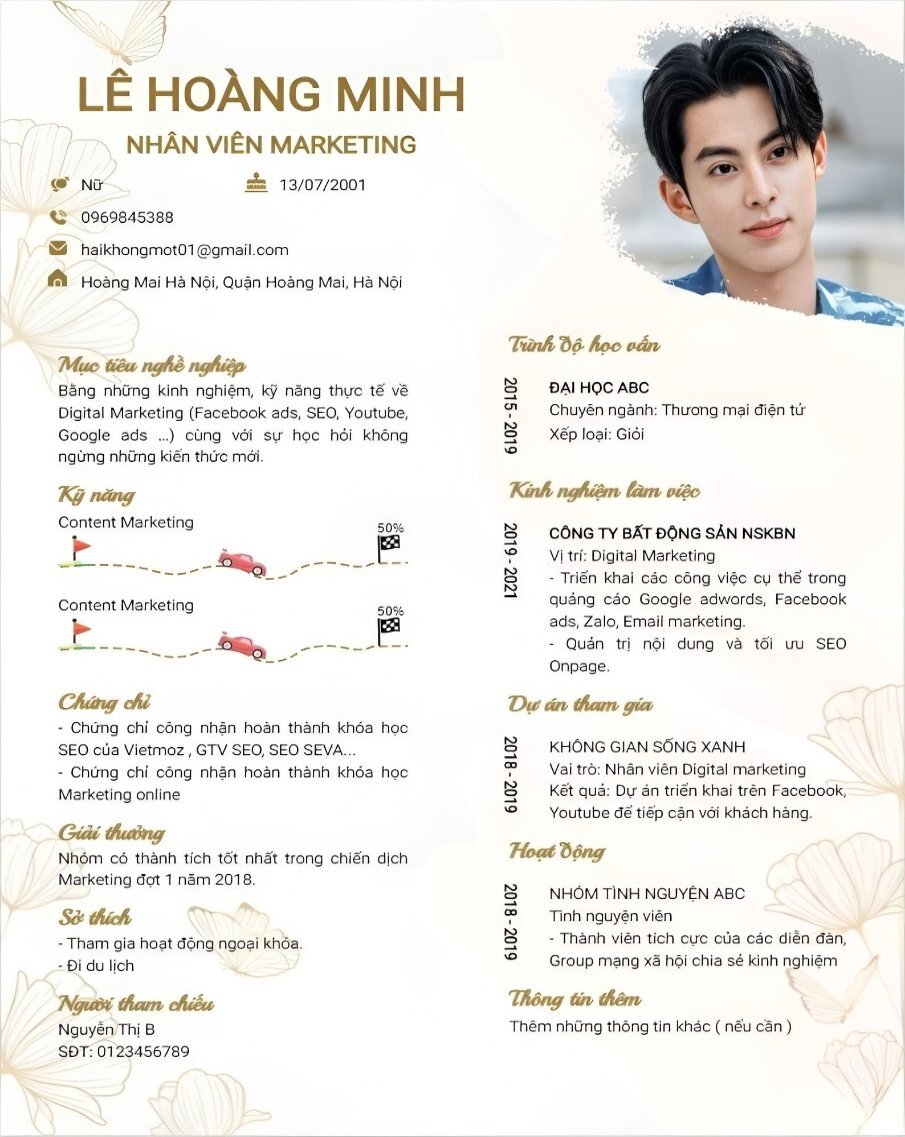 LÊ HOÀNG MINH
NHÂN VIÊN MARKETING
Nữ
13/07/2001
0969845388
haikhongmot01@gmail.com
Hoàng Mai Hà Nội, Quận Hoàng Mai, Hà Nội
Mục tiêu nghề nghiệp
Bằng những kinh nghiệm, kỹ năng thực tế về
Digital Marketing (Facebook ads, SEO, Youtube,
Google ads ...) cùng với sự học hỏi không
ngừng những kiến thức mới.
Kỹ năng
Content Marketing
50%
Content Marketing
50%
Chứng chỉ
- Chứng chỉ công nhận hoàn thành khóa học
SEO của Vietmoz , GTV SEO, SEO SEVA...
- Chứng chỉ công nhận hoàn thành khóa học
Marketing online
Giải thưởng
Nhóm có thành tích tốt nhất trong chiến dịch
Marketing đợt 1 năm 2018.
Sở thích
- Tham gia hoạt động ngoại khóa.
- Đi du lịch
Người tham chiếu
Nguyễn Thị B
SĐT: 0123456789
Trình độ học vấn
2015 - 2019
ĐẠI HỌC ABC
Chuyên ngành: Thương mại điện tử
Xếp loại: Giỏi
Kinh nghiệm làm việc
2019 - 2021
CÔNG TY BẤT ĐỘNG SẢN NSKBN
Vị trí: Digital Marketing
- Triển khai các công việc cụ thể trong
quảng cáo Google adwords, Facebook
ads, Zalo, Email marketing.
- Quản trị nội dung và tối ưu SEO
Onpage.
Dự án tham gia
2018 - 2019
KHÔNG GIAN SỐNG XANH
Vai trò: Nhân viên Digital marketing
Kết quả: Dự án triển khai trên Facebook,
Youtube để tiếp cận với khách hàng.
Hoạt động
2018 - 2019
NHÓM TÌNH NGUYỆN ABC
Tình nguyện viên
- Thành viên tích cực của các diễn đàn,
Group mạng xã hội chia sẻ kinh nghiệm
Thông tin thêm
Thêm những thông tin khác ( nếu cần )